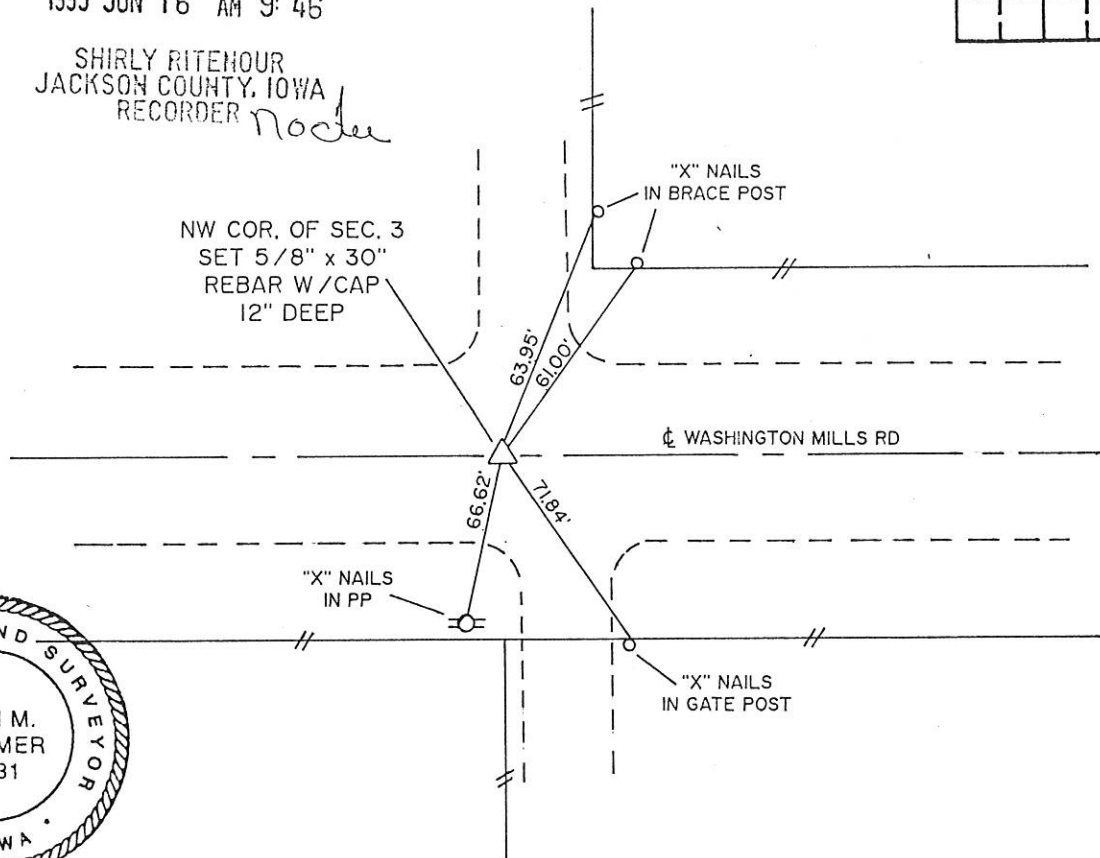 JUN 16 AM 9:46
SHIRLY RITENOUR
JACKSON COUNTY, IOWA
RECORDER
"X" NAILS
IN BRACE POST
NW COR. OF SEC. 3
SET 5/8" x 30"
REBAR W/CAP
12" DEEP
63.95'
61.00'
℄ WASHINGTON MILLS RD
66.62'
71.84'
"X" NAILS
IN PP
"X" NAILS
IN GATE POST
SURVEYOR
M.